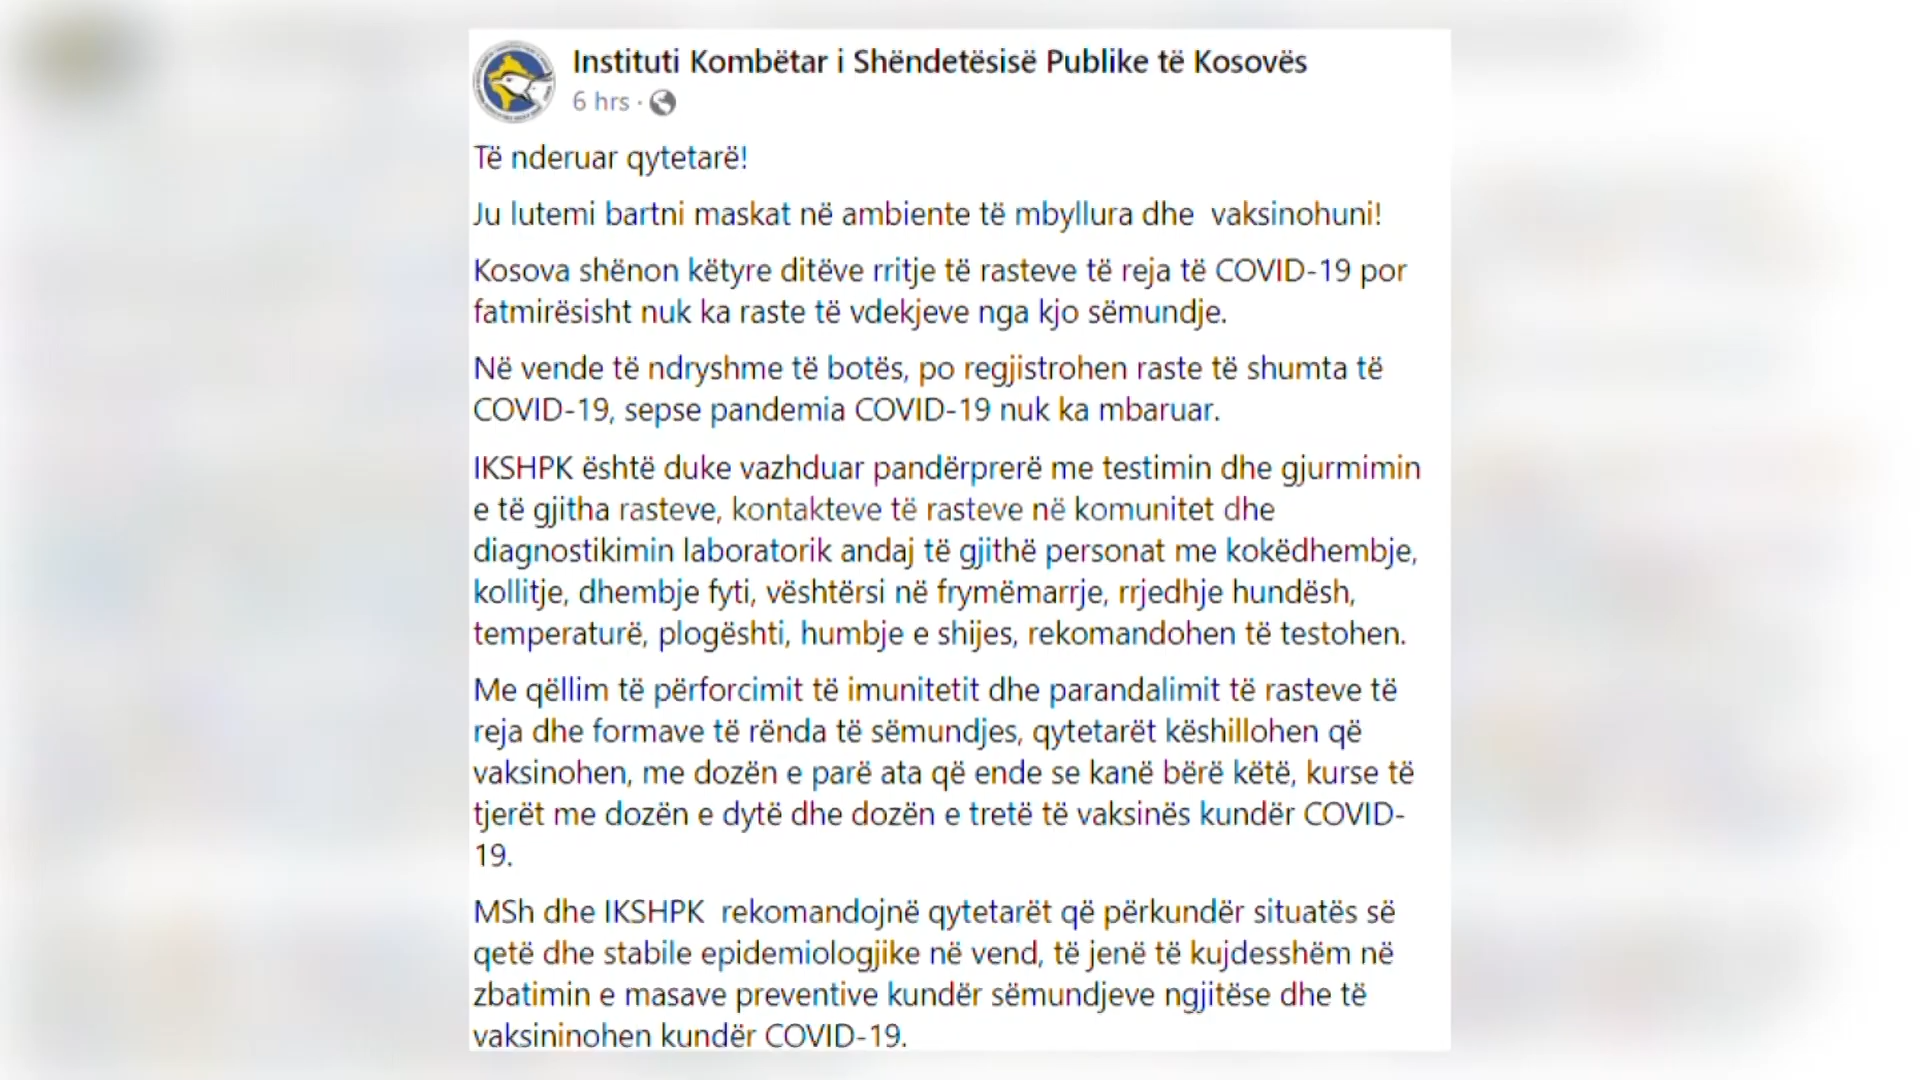 Instituti Kombëtar i Shëndetësisë Publike të Kosovës
6 hrs ·
Të nderuar qytetarë!
Ju lutemi bartni maskat në ambiente të mbyllura dhe  vaksinohuni!
Kosova shënon këtyre ditëve rritje të rasteve të reja të COVID-19 por
fatmirësisht nuk ka raste të vdekjeve nga kjo sëmundje.
Në vende të ndryshme të botës, po regjistrohen raste të shumta të
COVID-19, sepse pandemia COVID-19 nuk ka mbaruar.
IKSHPK është duke vazhduar pandërprerë me testimin dhe gjurmimin
e të gjitha rasteve, kontakteve të rasteve në komunitet dhe
diagnostikimin laboratorik andaj të gjithë personat me kokëdhembje,
kollitje, dhembje fyti, vështërsi në frymëmarrje, rrjedhje hundësh,
temperaturë, plogështi, humbje e shijes, rekomandohen të testohen.
Me qëllim të përforcimit të imunitetit dhe parandalimit të rasteve të
reja dhe formave të rënda të sëmundjes, qytetarët këshillohen që
vaksinohen, me dozën e parë ata që ende se kanë bërë këtë, kurse të
tjerët me dozën e dytë dhe dozën e tretë të vaksinës kundër COVID-
19.
MSh dhe IKSHPK  rekomandojnë qytetarët që përkundër situatës së
qetë dhe stabile epidemiologjike në vend, të jenë të kujdesshëm në
zbatimin e masave preventive kundër sëmundjeve ngjitëse dhe të
vaksininohen kundër COVID-19.